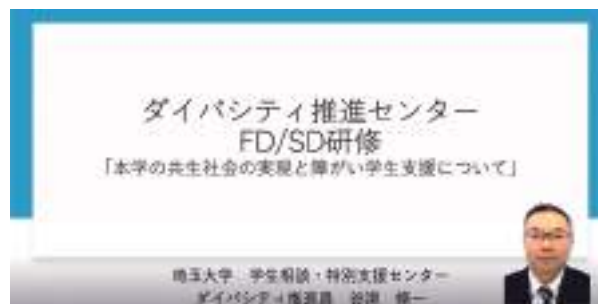 ダイバシティ推進センター
FD/SD研修
「本学の共生社会の実現と障がい学生支援について」
埼玉大学 学生相談・特別支援センター
ダイバシティ推進員